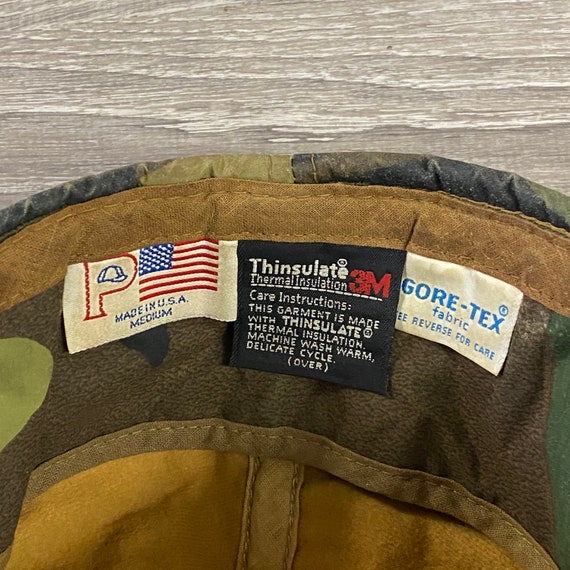 P
MADE IN U.S.A.
MEDIUM
Thinsulate®
Thermal Insulation 3M
Care Instructions:
THIS GARMENT IS MADE
WITH THINSULATE®
THERMAL INSULATION.
MACHINE WASH WARM,
DELICATE CYCLE.
(OVER)
GORE-TEX®
fabric
SEE REVERSE FOR CARE